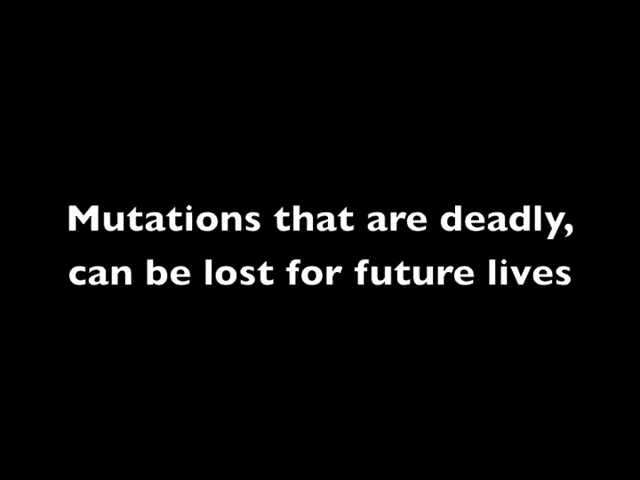 Mutations that are deadly,
can be lost for future lives